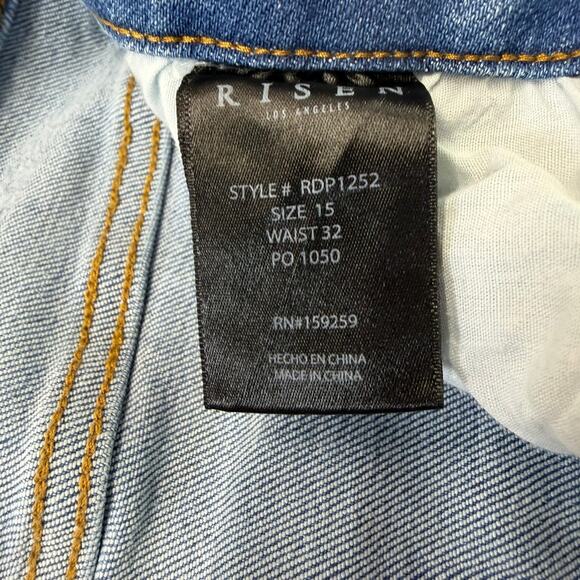 RISEN
LOS ANGELES
STYLE # RDP1252
SIZE 15
WAIST 32
PO 1050
RN#159259
HECHO EN CHINA
MADE IN CHINA